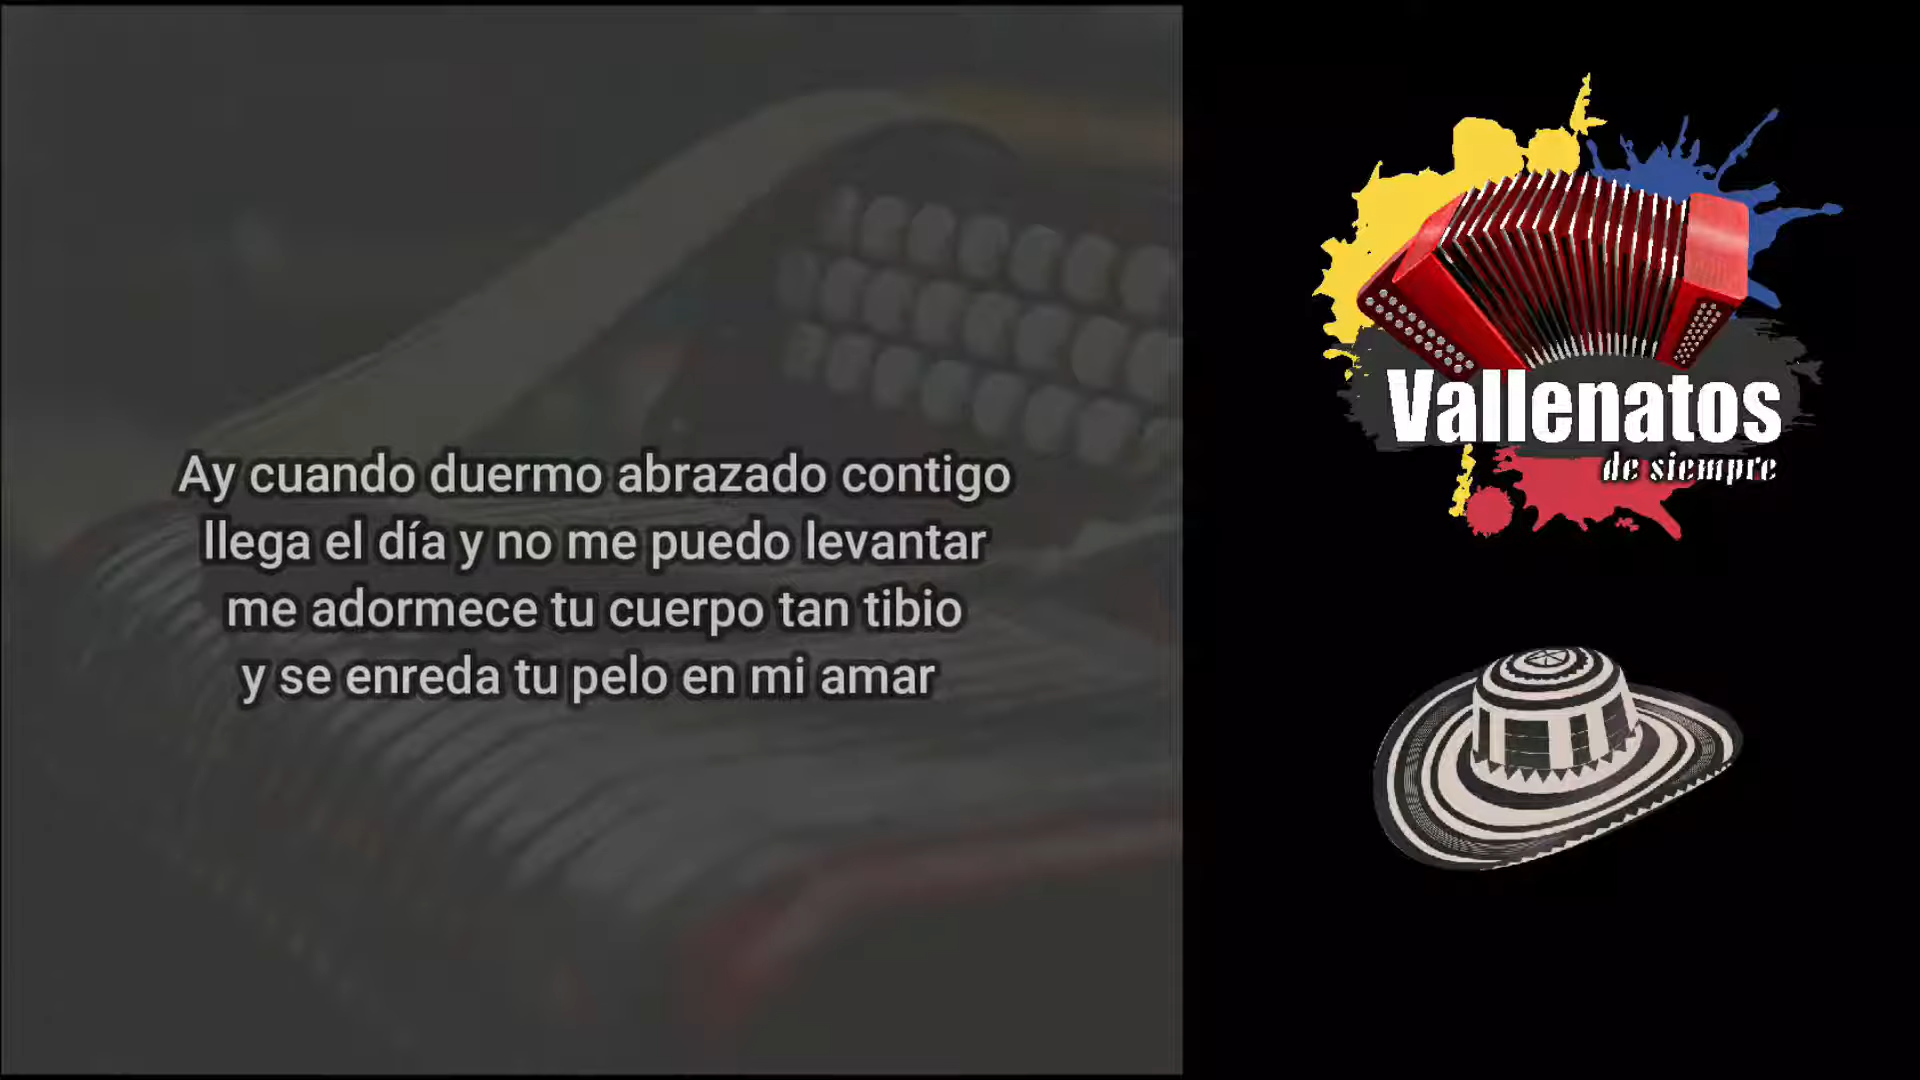 Ay cuando duermo abrazado contigo
llega el día y no me puedo levantar
me adormece tu cuerpo tan tibio
y se enreda tu pelo en mi amar
Vallenatos
de siempre